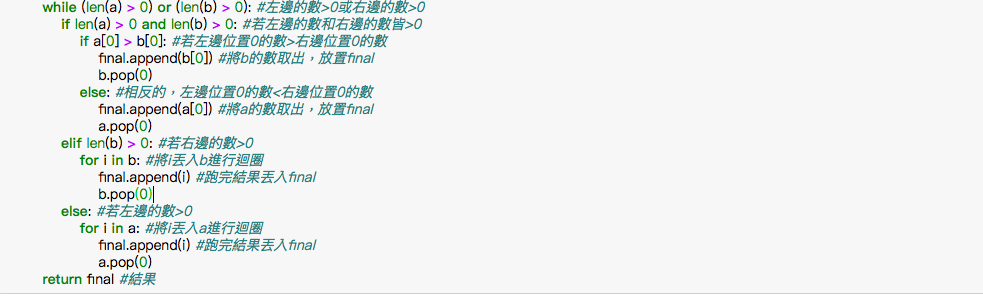 while (len(a) > 0) or (len(b) > 0): #左邊的數>0或右邊的數>0
if len(a) > 0 and len(b) > 0: #若左邊的數和右邊的數皆>0
if a[0] > b[0]: #若左邊位置0的數>右邊位置0的數
final.append(b[0]) #將b的數取出，放置final
b.pop(0)
else: #相反的，左邊位置0的數<右邊位置0的數
final.append(a[0]) #將a的數取出，放置final
a.pop(0)
elif len(b) > 0: #若右邊的數>0
for i in b: #將i丟入b進行迴圈
final.append(i) #跑完結果丟入final
b.pop(0)
else: #若左邊的數>0
for i in a: #將i丟入a進行迴圈
final.append(i) #跑完結果丟入final
a.pop(0)
return final #結果